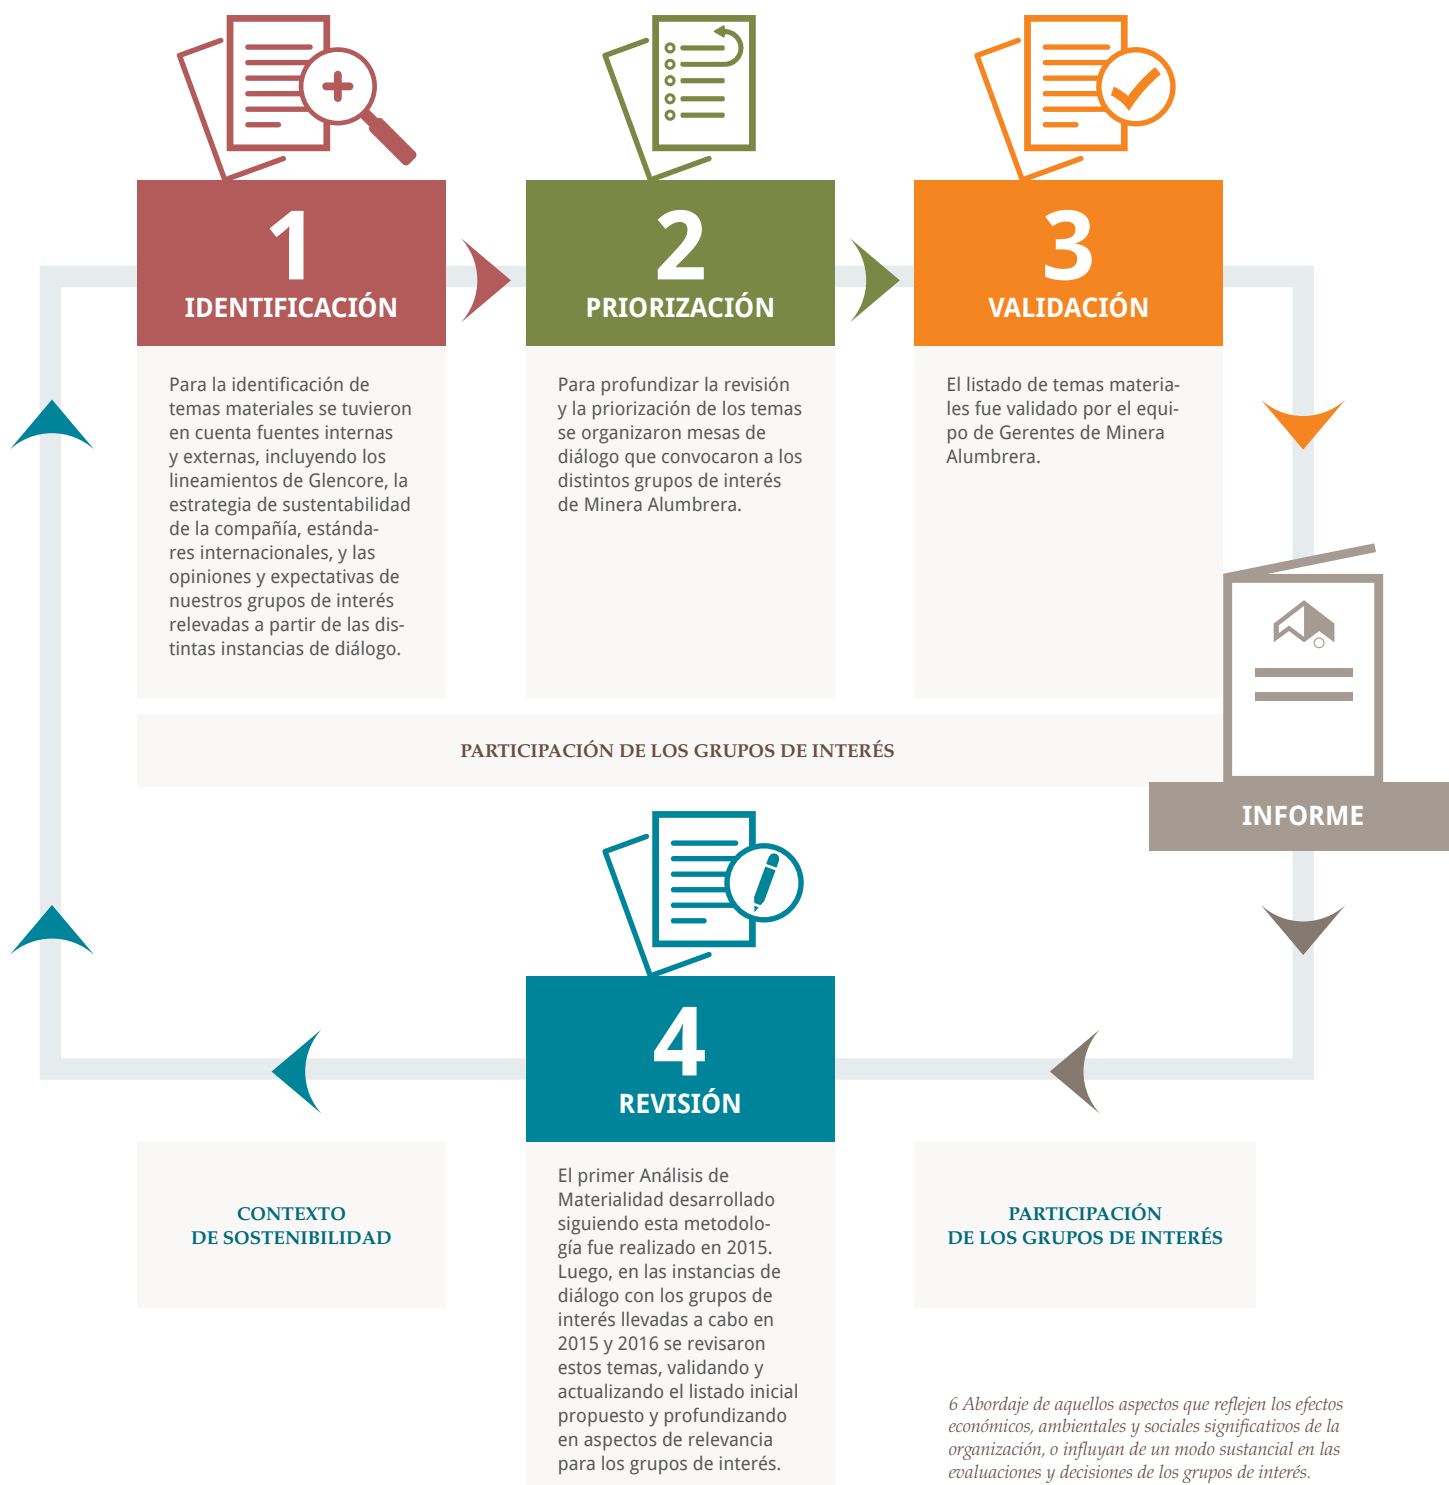 1
IDENTIFICACIÓN
Para la identificación de
temas materiales se tuvieron
en cuenta fuentes internas
y externas, incluyendo los
lineamientos de Glencore, la
estrategia de sustentabilidad
de la compañía, estánda-
res internacionales, y las
opiniones y expectativas de
nuestros grupos de interés
relevadas a partir de las dis-
tintas instancias de diálogo.
2
PRIORIZACIÓN
Para profundizar la revisión
y la priorización de los temas
se organizaron mesas de
diálogo que convocaron a los
distintos grupos de interés
de Minera Alumbrera.
3
VALIDACIÓN
El listado de temas materia-
les fue validado por el equi-
po de Gerentes de Minera
Alumbrera.
PARTICIPACIÓN DE LOS GRUPOS DE INTERÉS
INFORME
4
REVISIÓN
El primer Análisis de
Materialidad desarrollado
siguiendo esta metodolo-
gía fue realizado en 2015.
Luego, en las instancias de
diálogo con los grupos de
interés llevadas a cabo en
2015 y 2016 se revisaron
estos temas, validando y
actualizando el listado inicial
propuesto y profundizando
en aspectos de relevancia
para los grupos de interés.
CONTEXTO
DE SOSTENIBILIDAD
PARTICIPACIÓN
DE LOS GRUPOS DE INTERÉS
6 Abordaje de aquellos aspectos que reflejen los efectos
económicos, ambientales y sociales significativos de la
organización, o influyan de un modo sustancial en las
evaluaciones y decisiones de los grupos de interés.